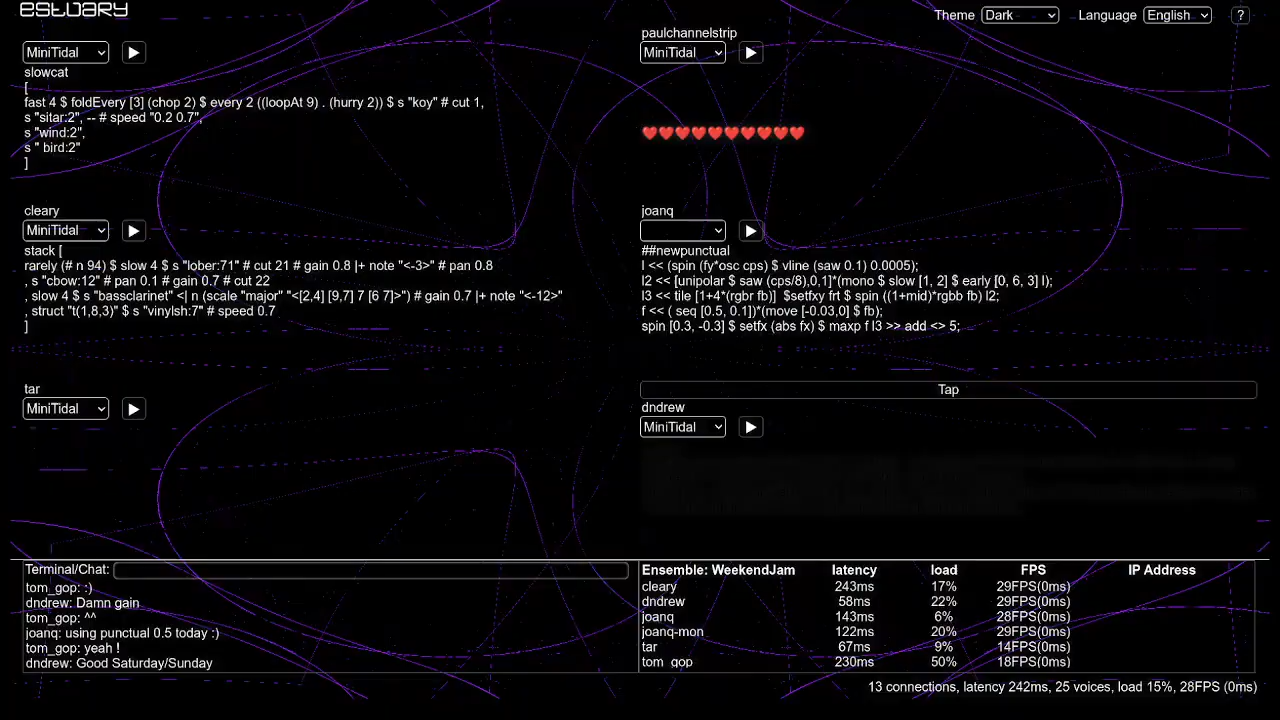 estuary
Theme Dark Language English ?
MiniTidal
slowcat
[
fast 4 $ foldEvery [3] (chop 2) $ every 2 ((loopAt 9) . (hurry 2)) $ s "koy" # cut 1,
s "sitar:2", -- # speed "0.2 0.7",
s "wind:2",
s " bird:2"
]
paulchannelstrip
MiniTidal
❤️❤️❤️❤️❤️❤️❤️❤️❤️❤️
cleary
MiniTidal
stack [
rarely (# n 94) $ slow 4 $ s "lober:71" # cut 21 # gain 0.8 |+ note "<-3>" # pan 0.8
, s "cbow:12" # pan 0.1 # gain 0.7 # cut 22
, slow 4 $ s "bassclarinet" <| n (scale "major" "<[2,4] [9,7] 7 [6 7]>") # gain 0.7 |+ note "<-12>"
, struct "t(1,8,3)" $ s "vinylsh:7" # speed 0.7
]
joanq
##newpunctual
l << (spin (fy*osc cps) $ vline (saw 0.1) 0.0005);
l2 << [unipolar $ saw (cps/8),0,1]*(mono $ slow [1, 2] $ early [0, 6, 3] l);
l3 << tile [1+4*(rgbr fb)]  $setfxy frt $ spin ((1+mid)*rgbb fb) l2;
f << ( seq [0.5, 0.1])*(move [-0.03,0] $ fb);
spin [0.3, -0.3] $ setfx (abs fx) $ maxp f l3 >> add <> 5;
tar
MiniTidal
Tap
dndrew
MiniTidal
Terminal/Chat:
tom_gop: :)
dndrew: Damn gain
tom_gop: ^^
joanq: using punctual 0.5 today :)
tom_gop: yeah !
dndrew: Good Saturday/Sunday
Ensemble: WeekendJam latency load FPS IP Address
cleary 243ms 17% 29FPS(0ms)
dndrew 58ms 22% 29FPS(0ms)
joanq 143ms 6% 28FPS(0ms)
joanq-mon 122ms 20% 29FPS(0ms)
tar 67ms 9% 14FPS(0ms)
tom_gop 230ms 50% 18FPS(0ms)
13 connections, latency 242ms, 25 voices, load 15%, 28FPS (0ms)